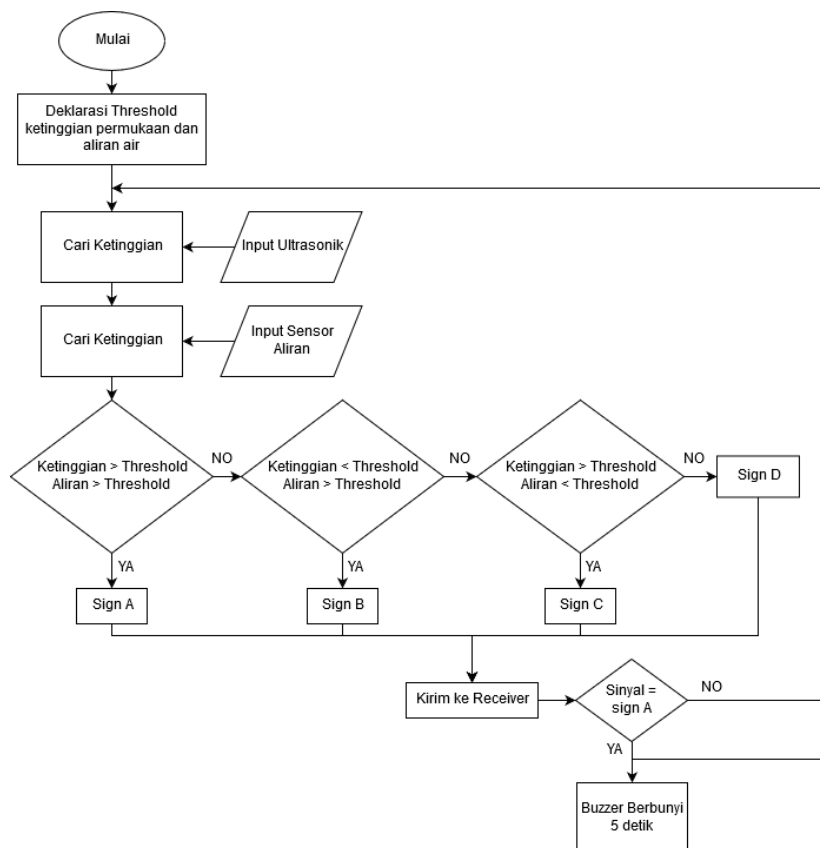 Mulai
Deklarasi Threshold
ketinggian permukaan dan
aliran air
Cari Ketinggian
Input Ultrasonik
Cari Ketinggian
Input Sensor
Aliran
Ketinggian > Threshold
Aliran > Threshold
NO
Ketinggian < Threshold
Aliran > Threshold
NO
Ketinggian > Threshold
Aliran < Threshold
NO
Sign D
YA
YA
YA
Sign A
Sign B
Sign C
Kirim ke Receiver
Sinyal =
sign A
NO
YA
Buzzer Berbunyi
5 detik